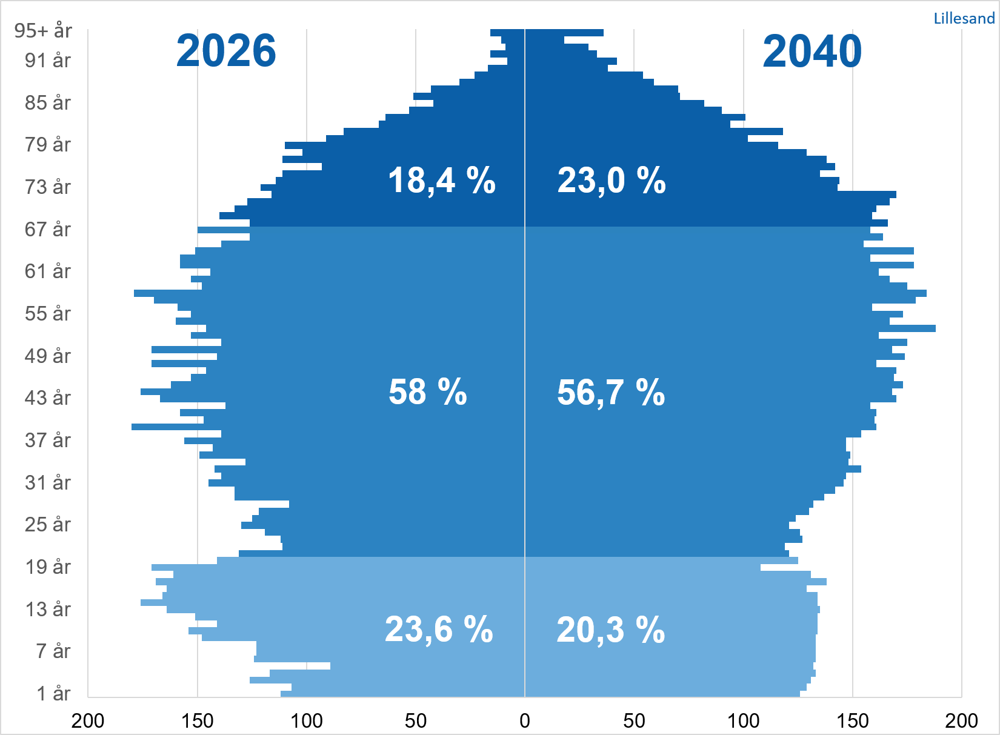 Lillesand
2026
2040
95+ år
91 år
85 år
79 år
73 år
67 år
61 år
55 år
49 år
43 år
37 år
31 år
25 år
19 år
13 år
7 år
1 år
18,4 %
23,0 %
58 %
56,7 %
23,6 %
20,3 %
200 150 100 50 0 50 100 150 200